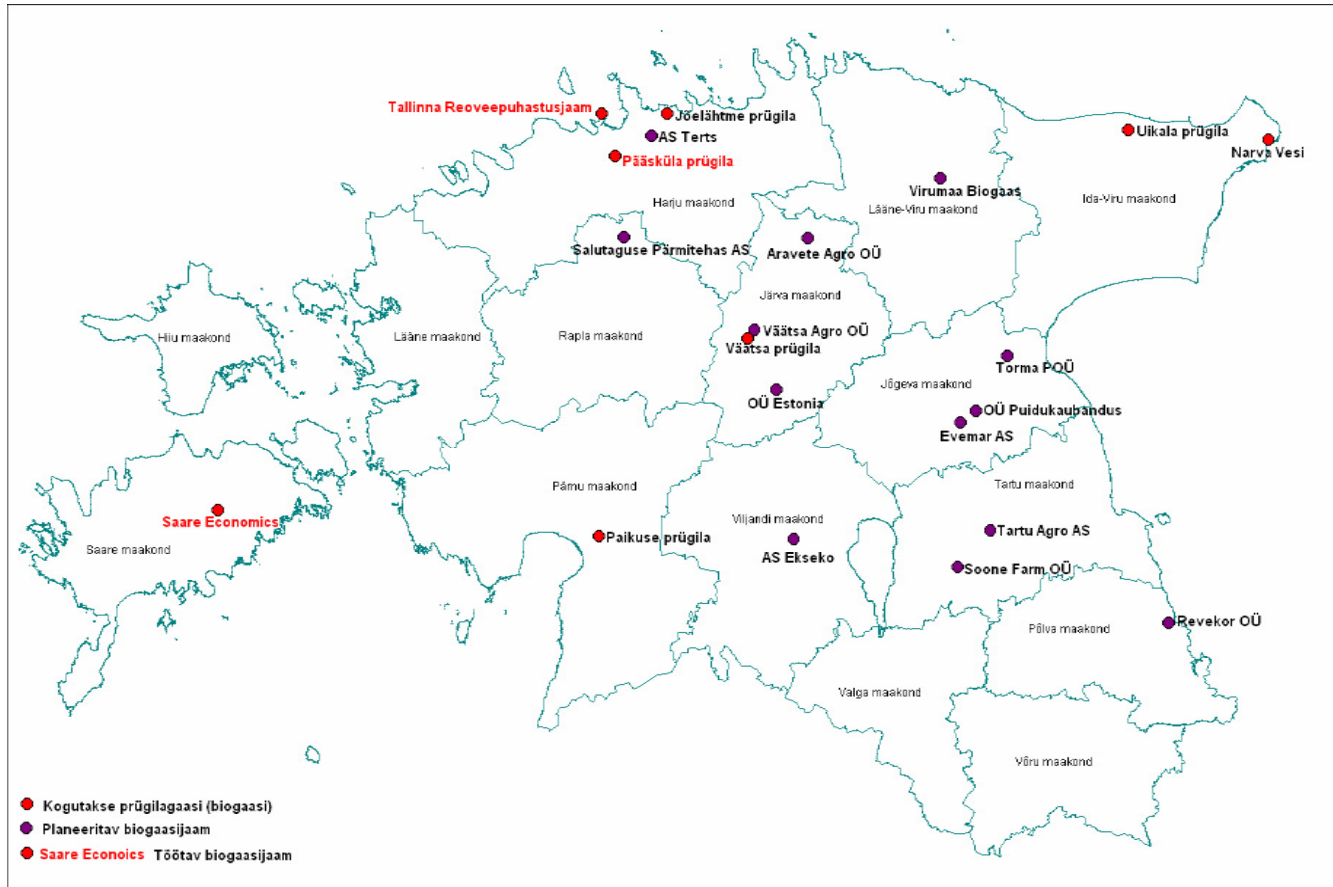 Tallinna Reoveepuhastusjaam
Jõelähtme prügila
AS Terts
Pääsküla prügila
Uikala prügila
Narva Vesi
Virumaa Biogaas
Harju maakond
Lääne-Viru maakond
Ida-Viru maakond
Salutaguse Pärmitehas AS
Aravete Agro OÜ
Järva maakond
Hiiu maakond
Lääne maakond
Rapla maakond
Väätsa Agro OÜ
Väätsa prügila
Torma POÜ
Jõgeva maakond
OÜ Estonia
OÜ Puidukaubandus
Evemar AS
Pärnu maakond
Tartu maakond
Saare Economics
Viljandi maakond
Saare maakond
Paikuse prügila
AS Ekseko
Tartu Agro AS
Soone Farm OÜ
Põlva maakond
Revekor OÜ
Valga maakond
Võru maakond
Kogutakse prügilagaasi (biogaasi)
Planeeritav biogaasijaam
Saare Econoics Töötav biogaasijaam